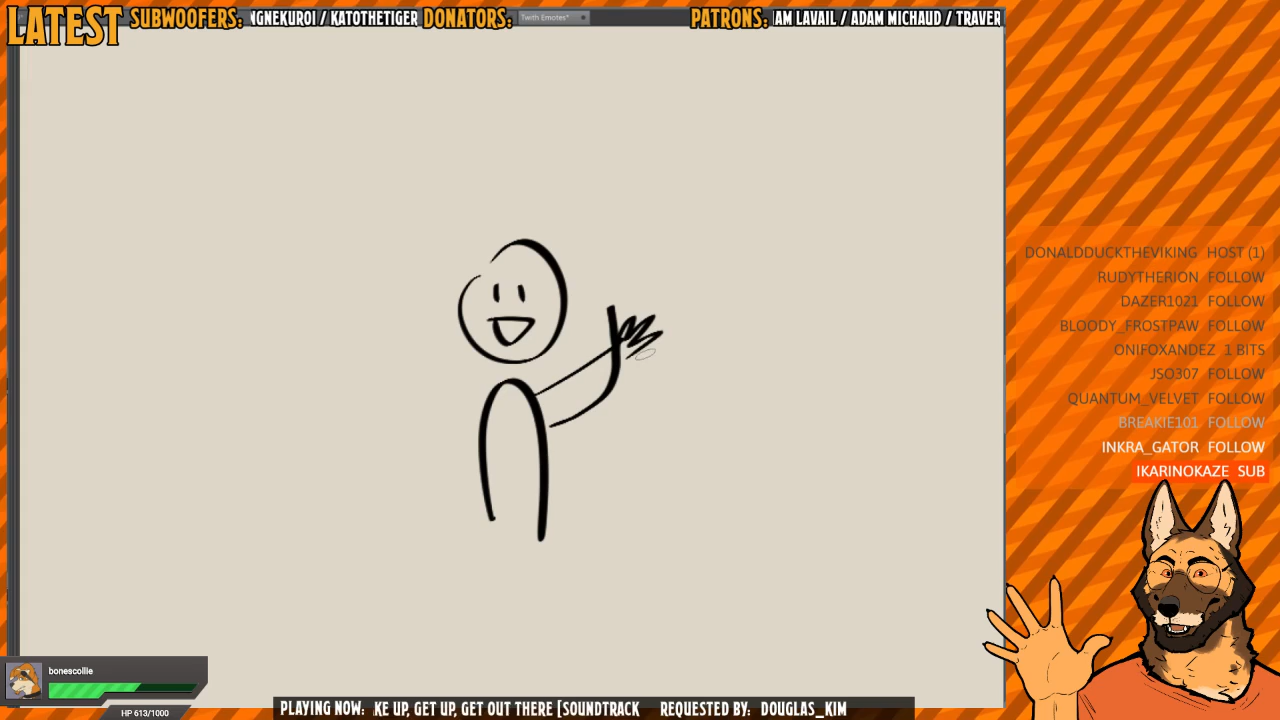 LATEST SUBWOOFERS: NGNEKUROI / KATOTHETIGER DONATORS: Twith Emotes* PATRONS: IAM LAVAIL / ADAM MICHAUD / TRAVER
DONALDDUCKTHEVIKING HOST (1)
RUDYTHERION FOLLOW
DAZER1021 FOLLOW
BLOODY_FROSTPAW FOLLOW
ONIFOXANDEZ 1 BITS
JSO307 FOLLOW
QUANTUM_VELVET FOLLOW
BREAKIE101 FOLLOW
INKRA_GATOR FOLLOW
IKARINOKAZE SUB
bonescollie
HP 613/1000
PLAYING NOW: KE UP, GET UP, GET OUT THERE [SOUNDTRACK REQUESTED BY: DOUGLAS_KIM